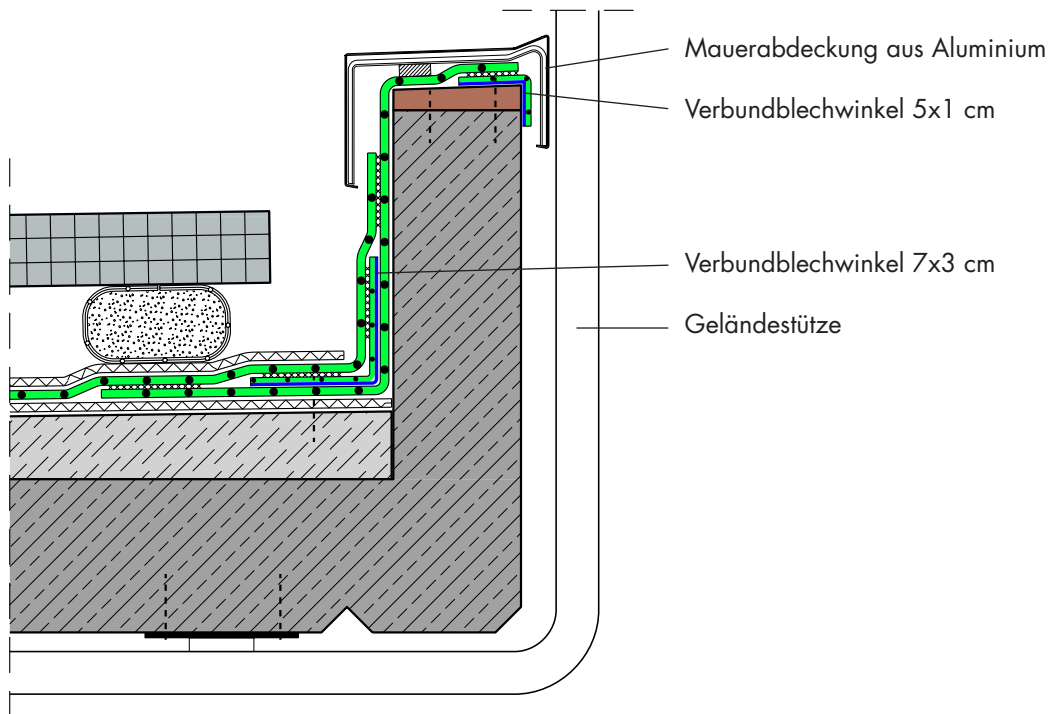 Mauerabdeckung aus Aluminium
Verbundblechwinkel 5x1 cm
Verbundblechwinkel 7x3 cm
Geländestütze